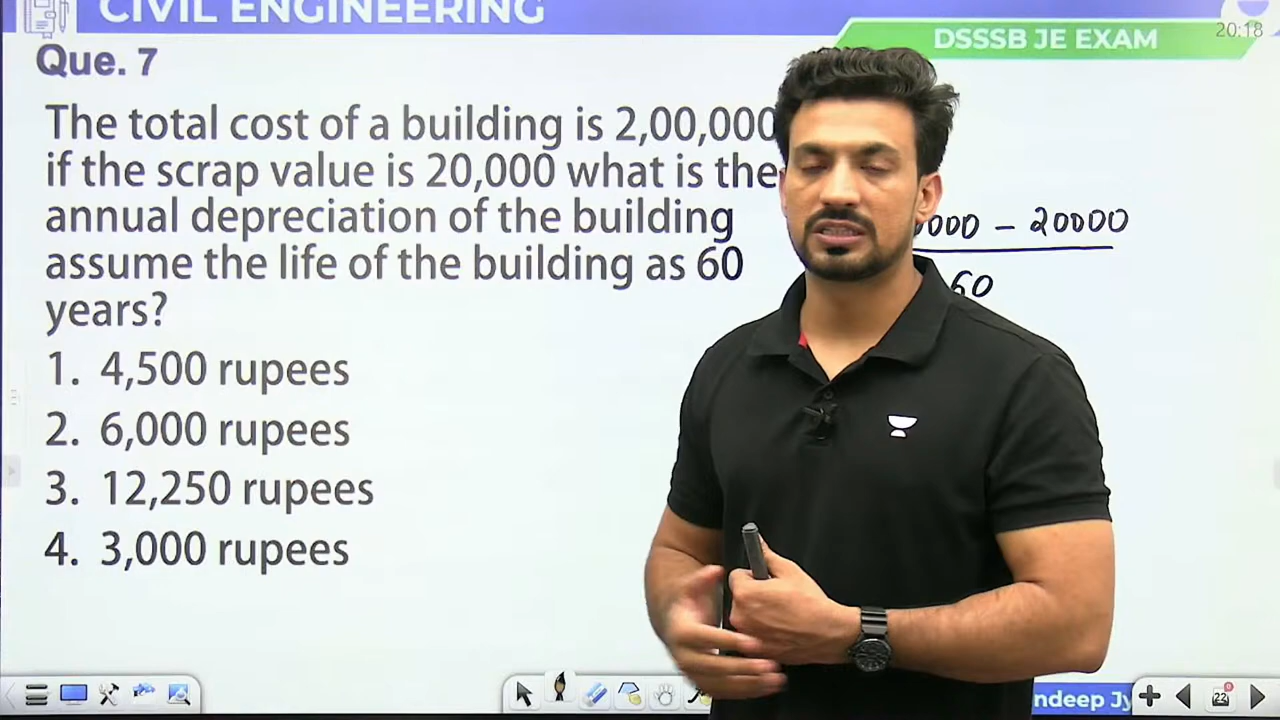 CIVIL ENGINEERING
DSSSB JE EXAM
20:18
Que. 7
The total cost of a building is 2,00,000
if the scrap value is 20,000 what is the
annual depreciation of the building
assume the life of the building as 60
years?
0000 - 20000
60
1. 4,500 rupees
2. 6,000 rupees
3. 12,250 rupees
4. 3,000 rupees
22